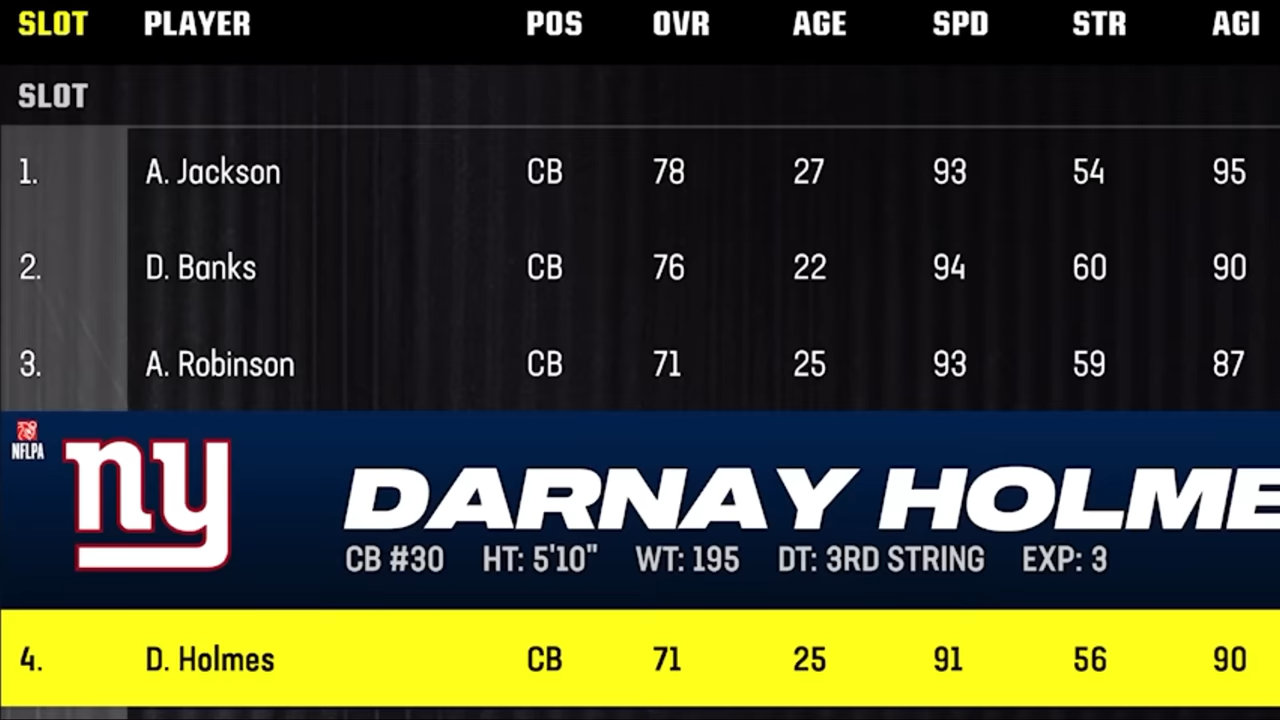 SLOT PLAYER POS OVR AGE SPD STR AGI
SLOT
1. A. Jackson CB 78 27 93 54 95
2. D. Banks CB 76 22 94 60 90
3. A. Robinson CB 71 25 93 59 87
NFLPA
ny
DARNAY HOLME
CB #30 HT: 5'10" WT: 195 DT: 3RD STRING EXP: 3
4. D. Holmes CB 71 25 91 56 90